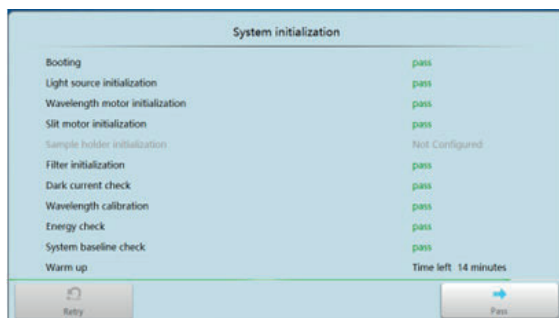 System initialization
Booting pass
Light source initialization pass
Wavelength motor initialization pass
Slit motor initialization pass
Sample holder initialization Not Configured
Filter initialization pass
Dark current check pass
Wavelength calibration pass
Energy check pass
System baseline check pass
Warm up Time left 14 minutes
Retry Pass